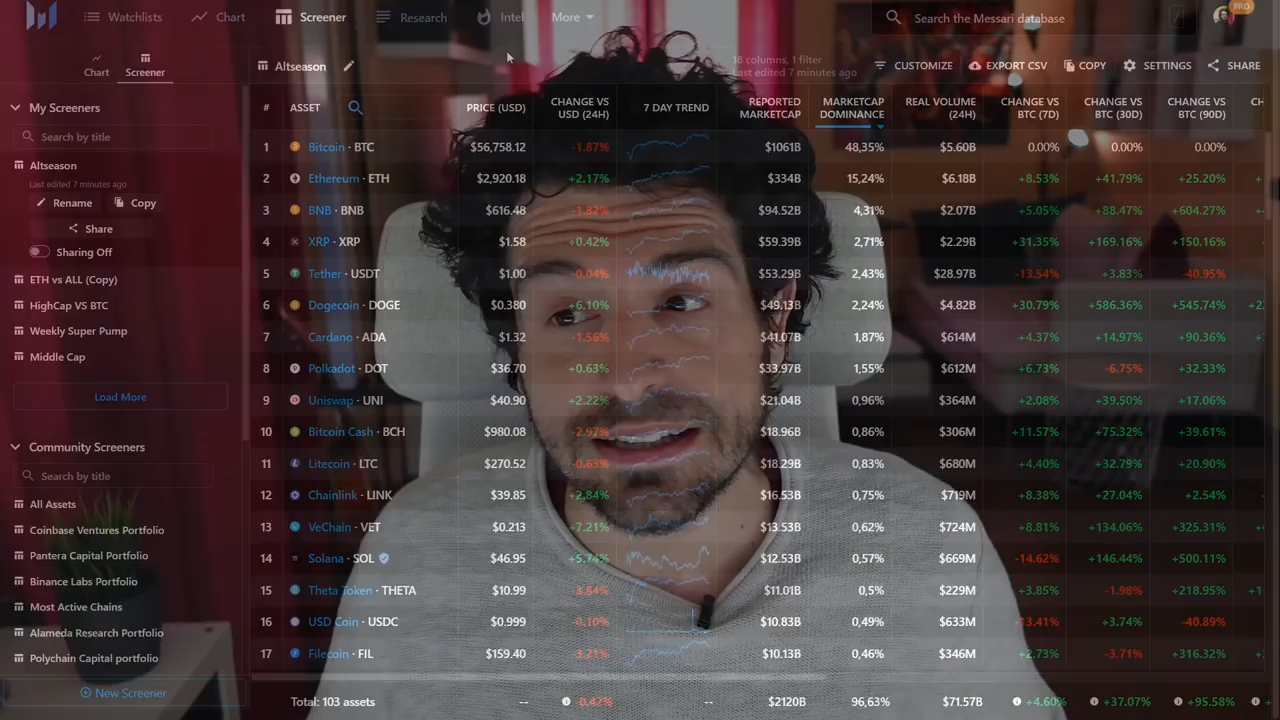 Watchlists Chart Screener Research Intel More Search the Messari database PRO
Chart Screener
Altseason
18 columns, 1 filter
Last edited 7 minutes ago
CUSTOMIZE EXPORT CSV COPY SETTINGS SHARE
My Screeners
Search by title
Altseason
Last edited 7 minutes ago
Rename Copy
Share
Sharing Off
ETH vs ALL (Copy)
HighCap VS BTC
Weekly Super Pump
Middle Cap
Load More
Community Screeners
Search by title
All Assets
Coinbase Ventures Portfolio
Pantera Capital Portfolio
Binance Labs Portfolio
Most Active Chains
Alameda Research Portfolio
Polychain Capital portfolio
New Screener
# ASSET PRICE (USD) CHANGE VS USD (24H) 7 DAY TREND REPORTED MARKETCAP MARKETCAP DOMINANCE REAL VOLUME (24H) CHANGE VS BTC (7D) CHANGE VS BTC (30D) CHANGE VS BTC (90D) CH
1 Bitcoin · BTC $56,758.12 -1.87% $1061B 48,35% $5.60B 0.00% 0.00% 0.00%
2 Ethereum · ETH $2,920.18 +2.17% $334B 15,24% $6.18B +8.53% +41.79% +25.20% +
3 BNB · BNB $616.48 -1.82% $94.52B 4,31% $2.07B +5.05% +88.47% +604.27% +
4 XRP · XRP $1.58 +0.42% $59.39B 2,71% $2.29B +31.35% +169.16% +150.16% +
5 Tether · USDT $1.00 -0.04% $53.29B 2,43% $28.97B -13.54% +3.83% -40.95%
6 Dogecoin · DOGE $0.380 +6.10% $49.13B 2,24% $4.82B +30.79% +586.36% +545.74% +2
7 Cardano · ADA $1.32 -1.56% $41.07B 1,87% $614M +4.37% +14.97% +90.36% +
8 Polkadot · DOT $36.70 +0.63% $33.97B 1,55% $612M +6.73% -6.75% +32.33%
9 Uniswap · UNI $40.90 +2.22% $21.04B 0,96% $364M +2.08% +39.50% +17.06%
10 Bitcoin Cash · BCH $980.08 -2.97% $18.96B 0,86% $306M +11.57% +75.32% +39.61%
11 Litecoin · LTC $270.52 -0.63% $18.29B 0,83% $680M +4.40% +32.79% +20.90%
12 Chainlink · LINK $39.85 +2.84% $16.53B 0,75% $719M +8.38% +27.04% +2.54%
13 VeChain · VET $0.213 +7.21% $13.53B 0,62% $724M +8.81% +134.06% +325.31% +
14 Solana · SOL $46.95 +5.74% $12.53B 0,57% $669M -14.62% +146.44% +500.11%
15 Theta Token · THETA $10.99 -3.84% $11.01B 0,5% $229M +3.85% -1.98% +218.95% +1
16 USD Coin · USDC $0.999 -0.10% $10.83B 0,49% $633M -13.41% +3.74% -40.89%
17 Filecoin · FIL $159.40 -3.21% $10.13B 0,46% $346M +2.73% -3.71% +316.32% +
Total: 103 assets -- -0.42% -- $2120B 96,63% $71.57B +4.60% +37.07% +95.58% +